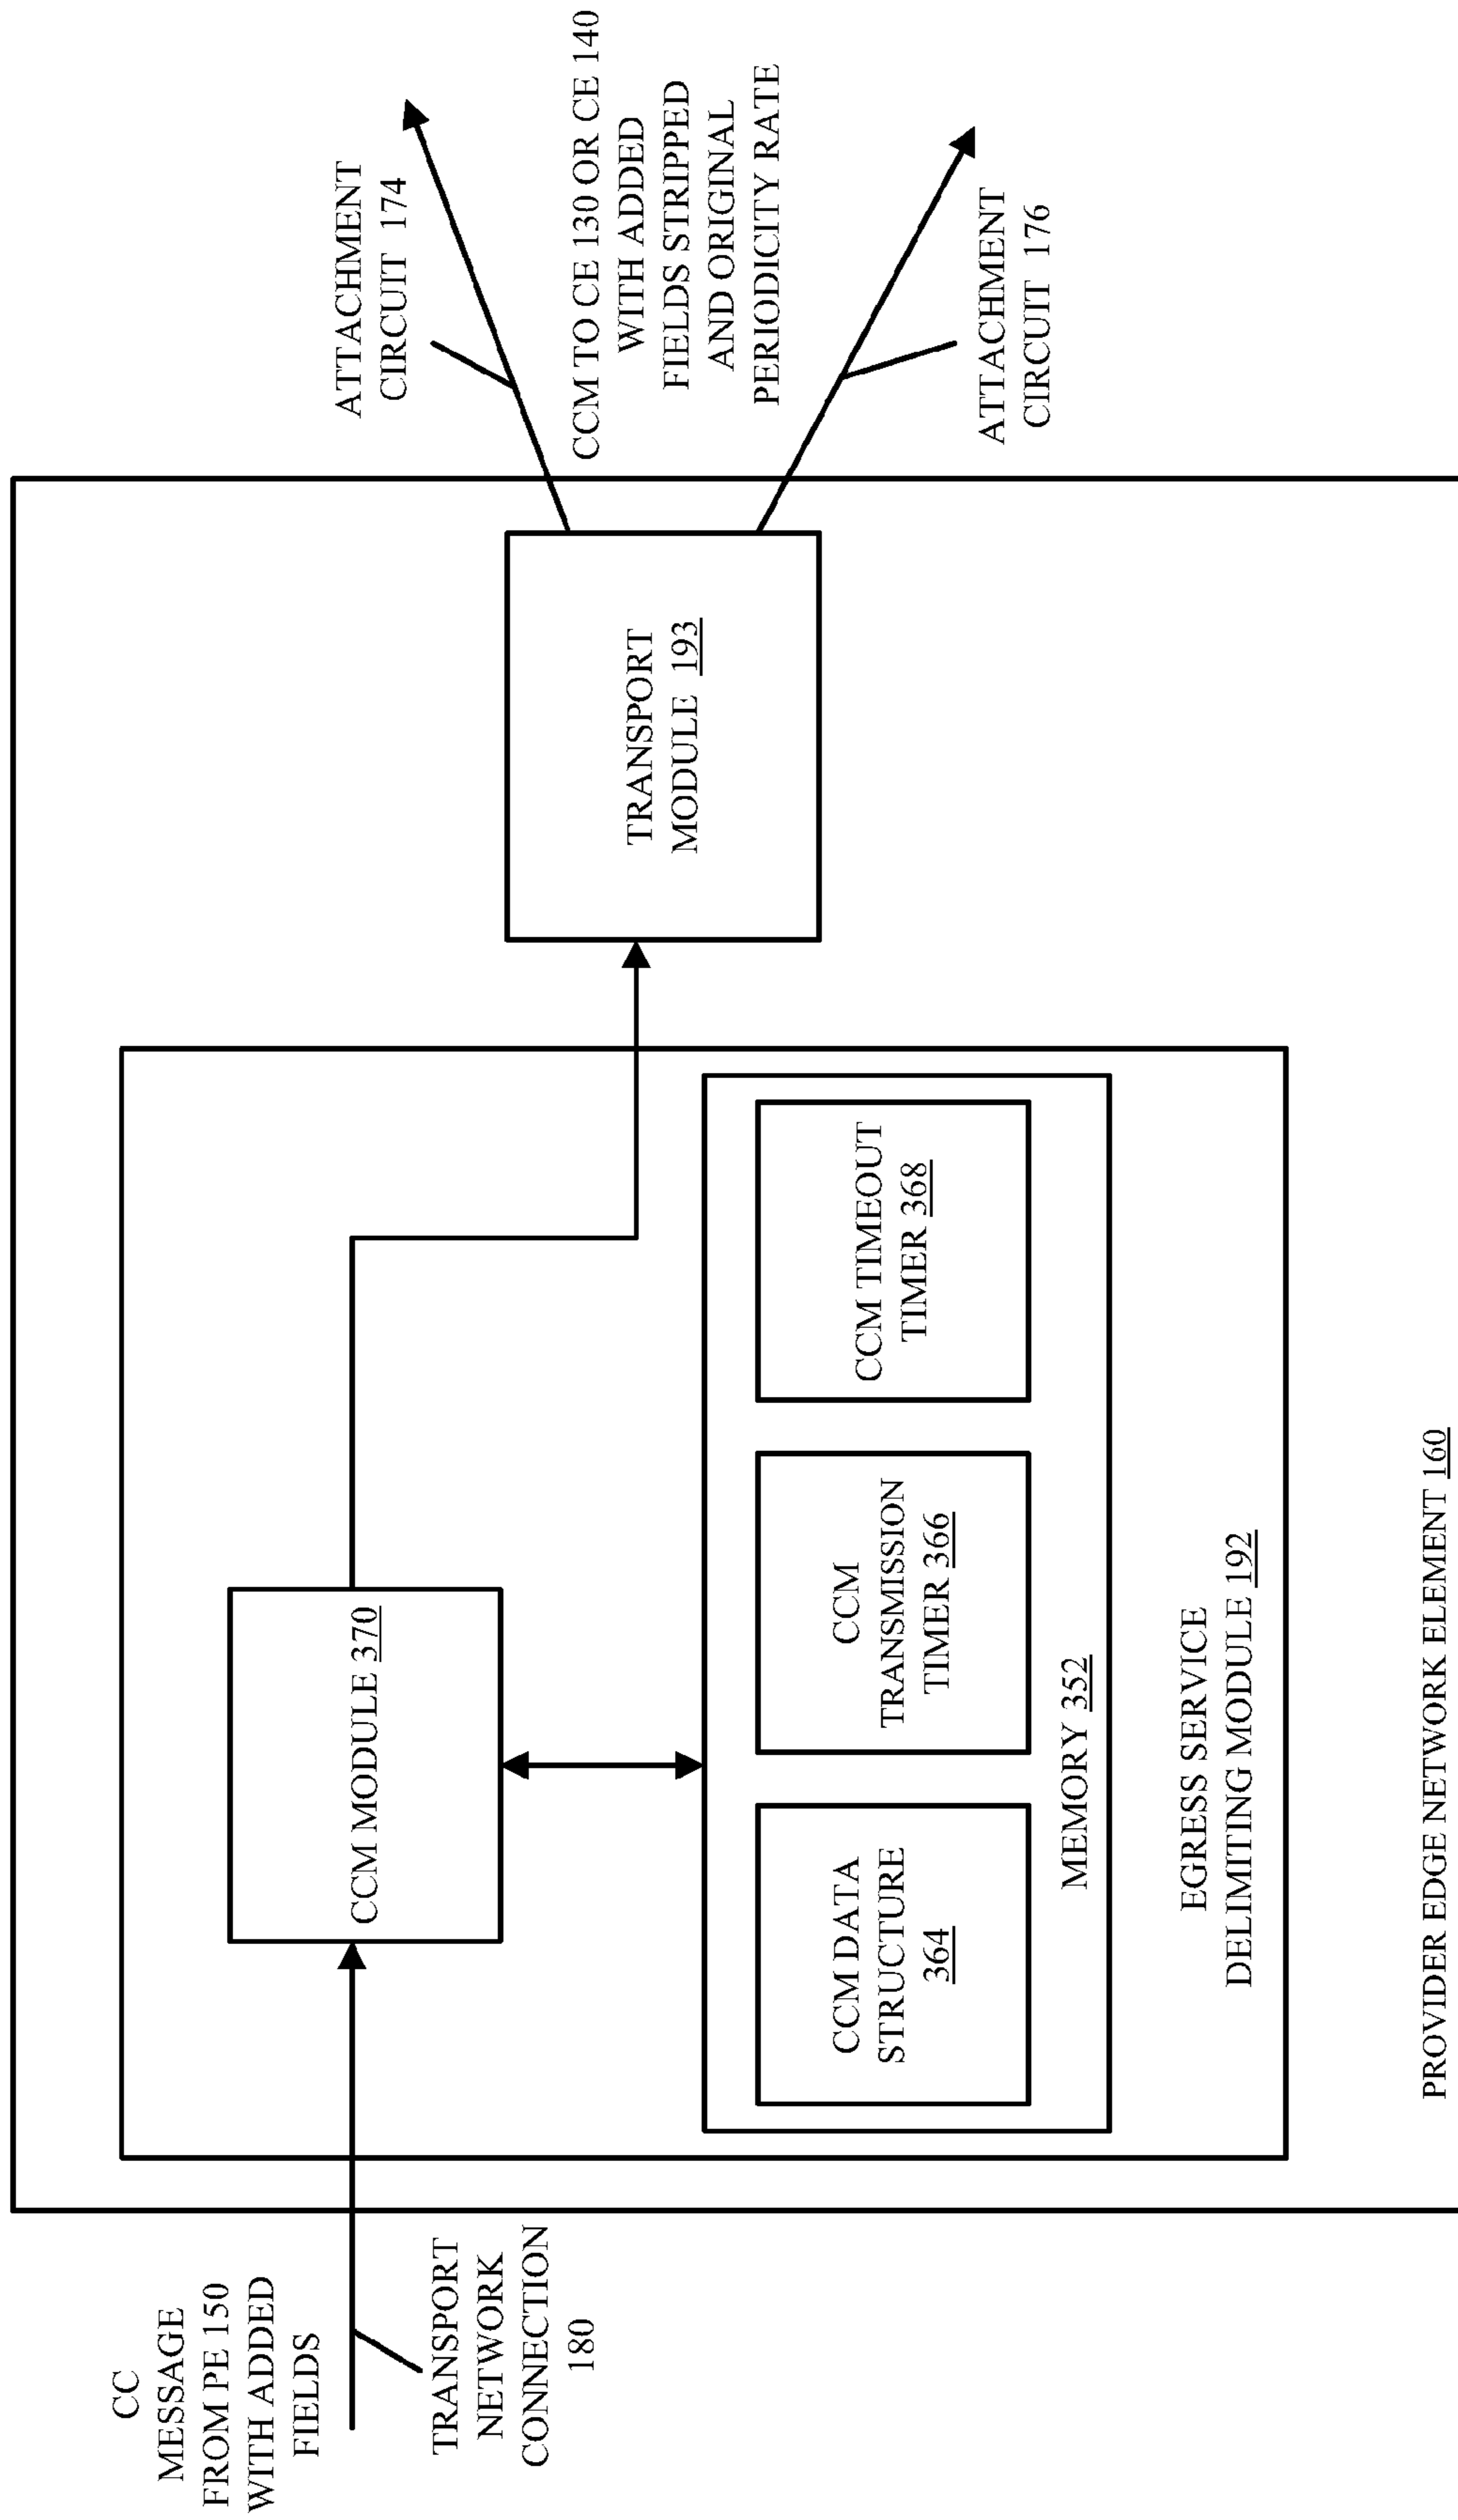 CC
MESSAGE
FROM PE 150
WITH ADDED
FIELDS
TRANSPORT
NETWORK
CONNECTION
180
CCM MODULE 370
CCM DATA
STRUCTURE
364
CCM
TRANSMISSION
TIMER 366
CCM TIMEOUT
TIMER 368
MEMORY 352
EGRESS SERVICE
DELIMITING MODULE 192
PROVIDER EDGE NETWORK ELEMENT 160
TRANSPORT
MODULE 193
ATTACHMENT
CIRCUIT 174
CCM TO CE 130 OR CE 140
WITH ADDED
FIELDS STRIPPED
AND ORIGINAL
PERIODICITY RATE
ATTACHMENT
CIRCUIT 176